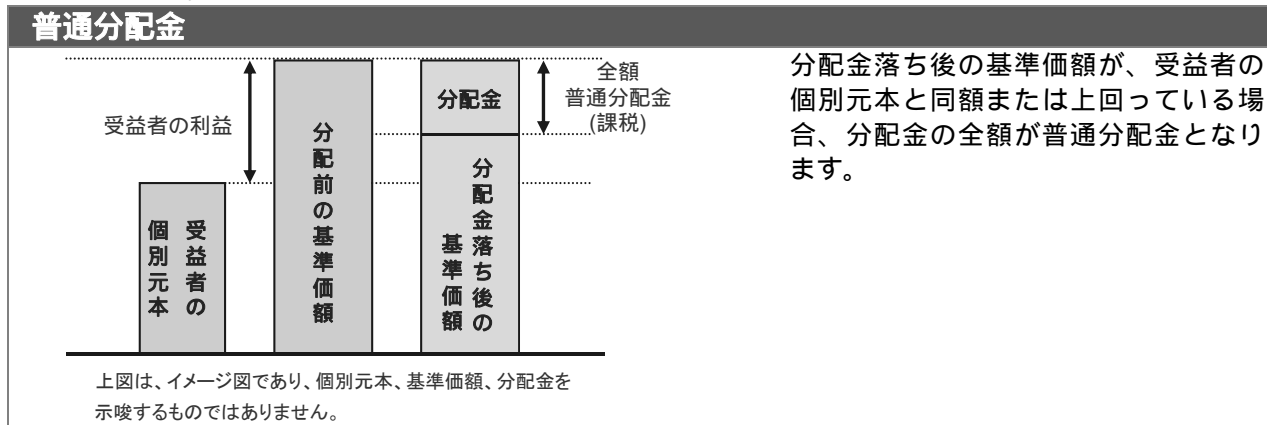 普通分配金
受益者の利益
受益者の
個別元本
分配前の基準価額
分配金
分配金落ち後の
基準価額
全額
普通分配金
(課税)
分配金落ち後の基準価額が、受益者の
個別元本と同額または上回っている場
合、分配金の全額が普通分配金となり
ます。
上図は、イメージ図であり、個別元本、基準価額、分配金を
示唆するものではありません。